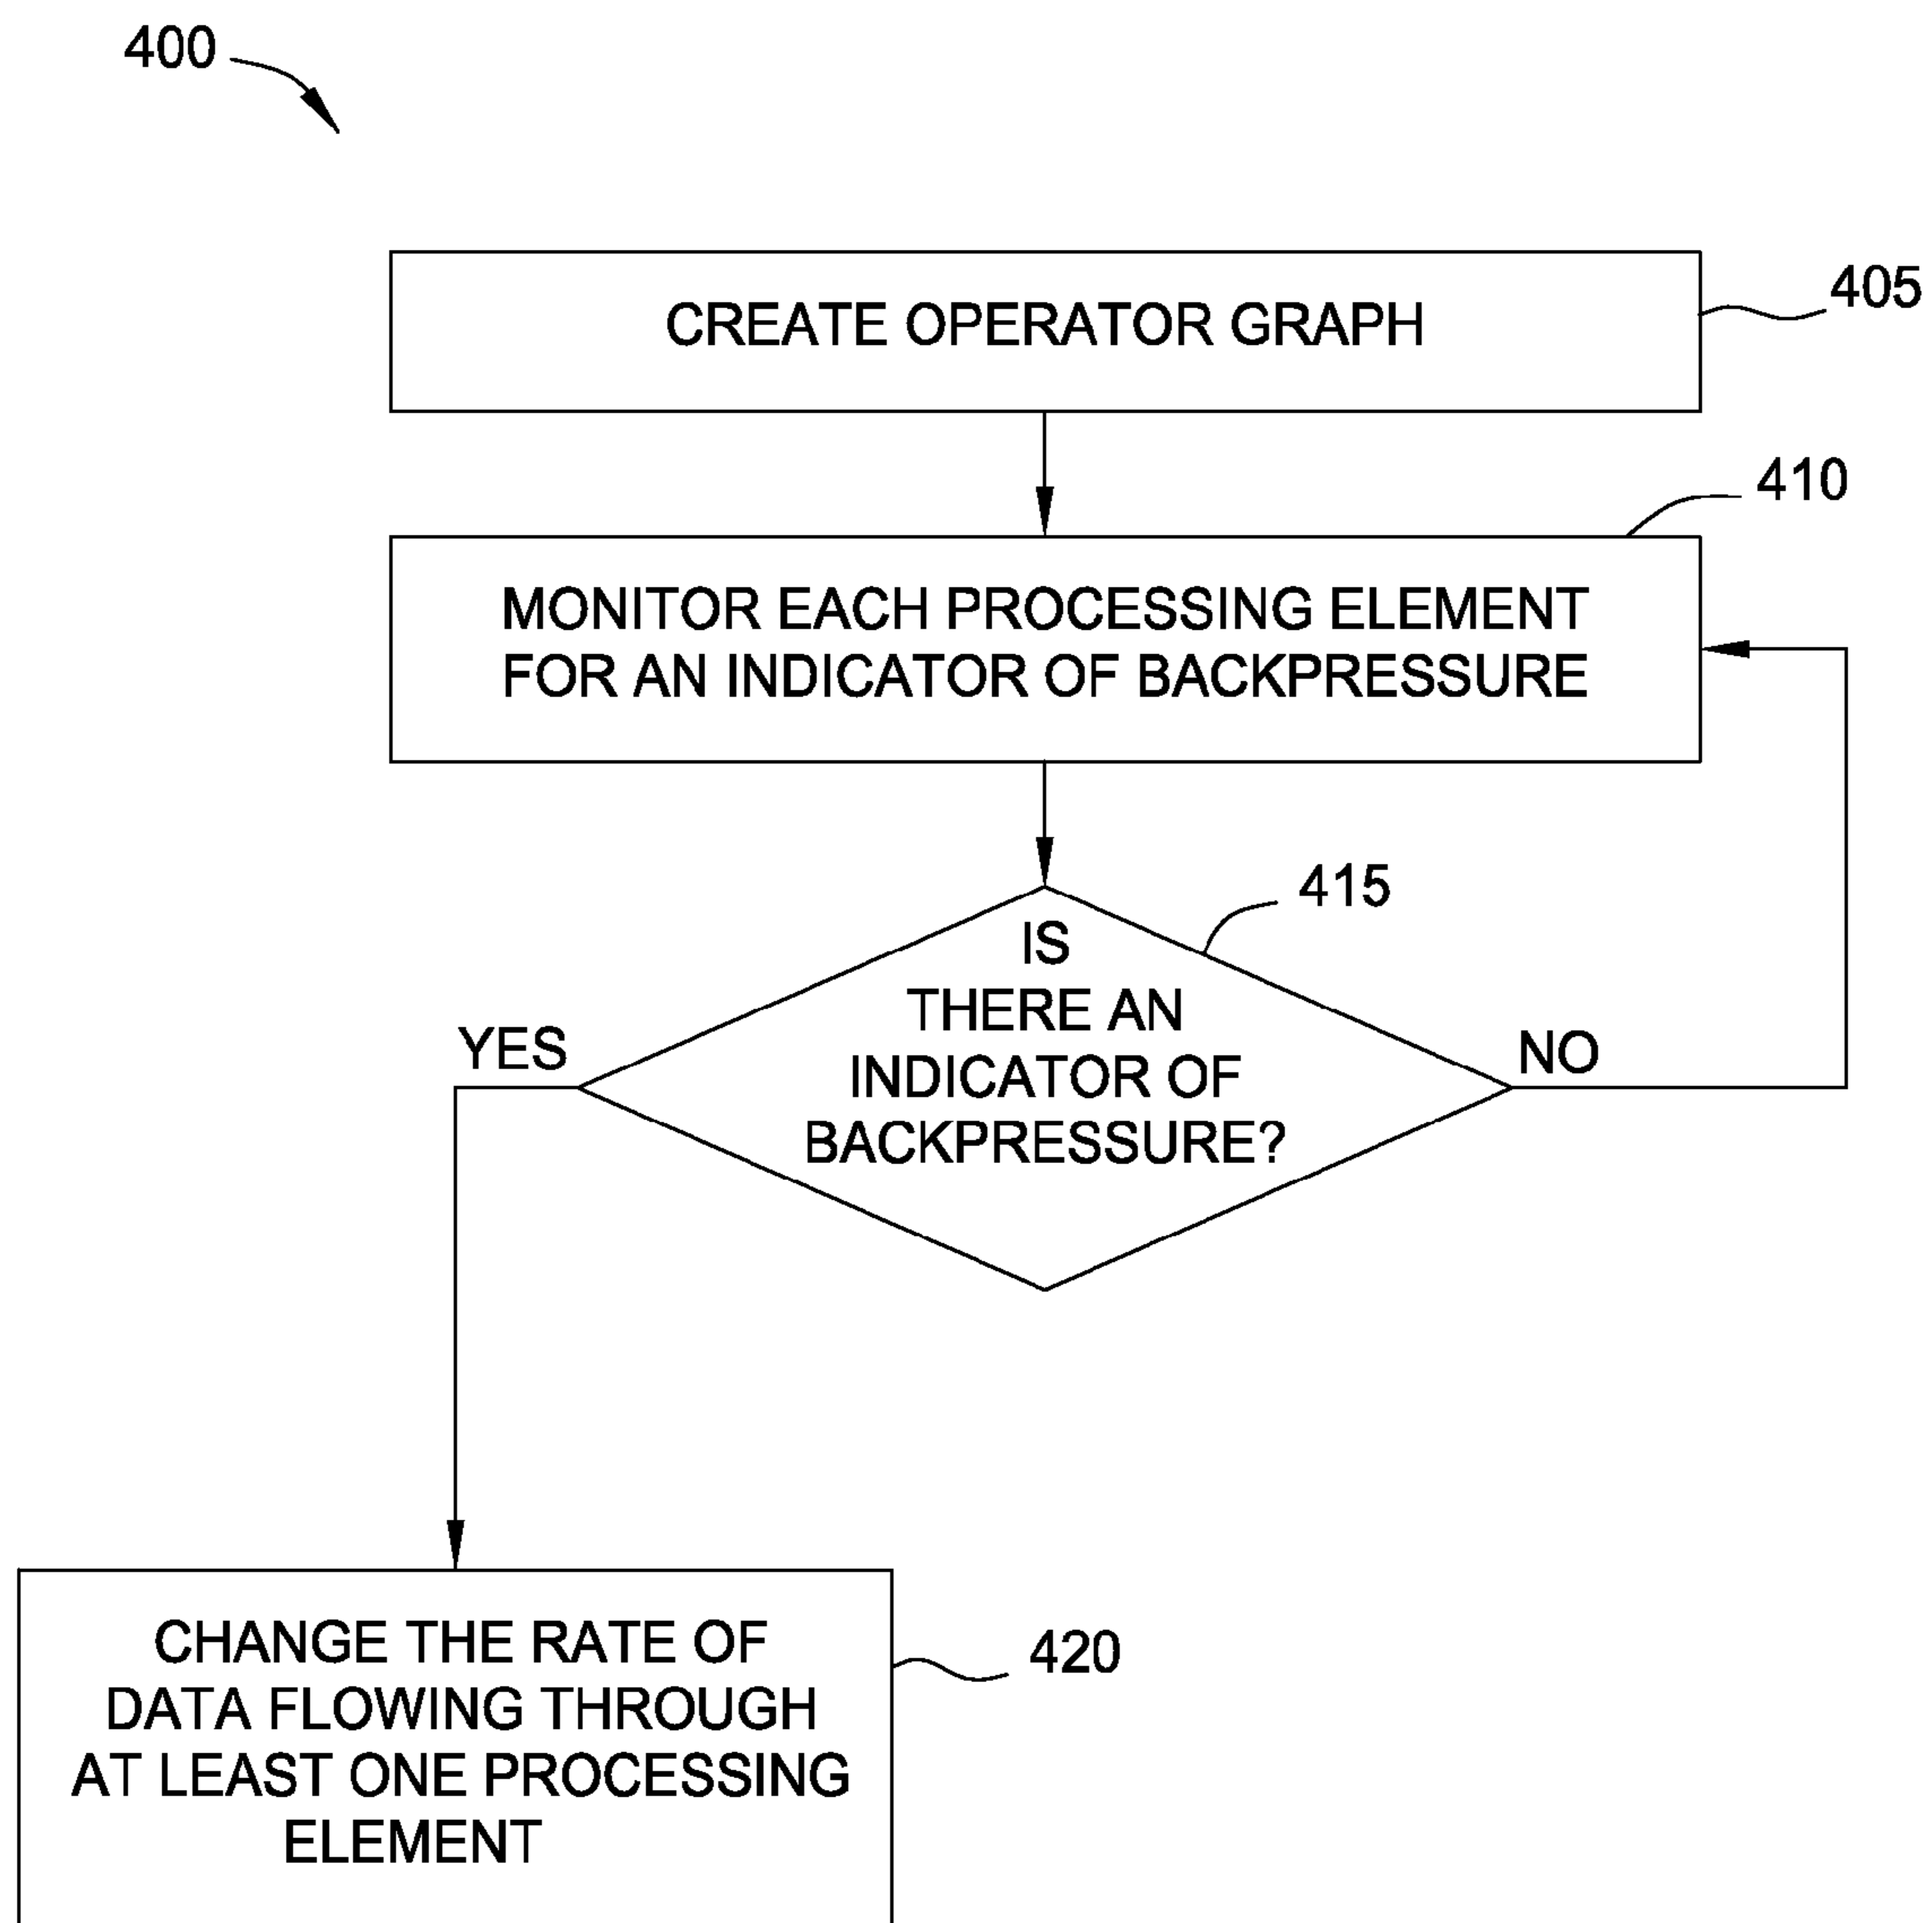 400
CREATE OPERATOR GRAPH
405
410
MONITOR EACH PROCESSING ELEMENT
FOR AN INDICATOR OF BACKPRESSURE
415
IS
THERE AN
INDICATOR OF
BACKPRESSURE?
YES
NO
CHANGE THE RATE OF
DATA FLOWING THROUGH
AT LEAST ONE PROCESSING
ELEMENT
420